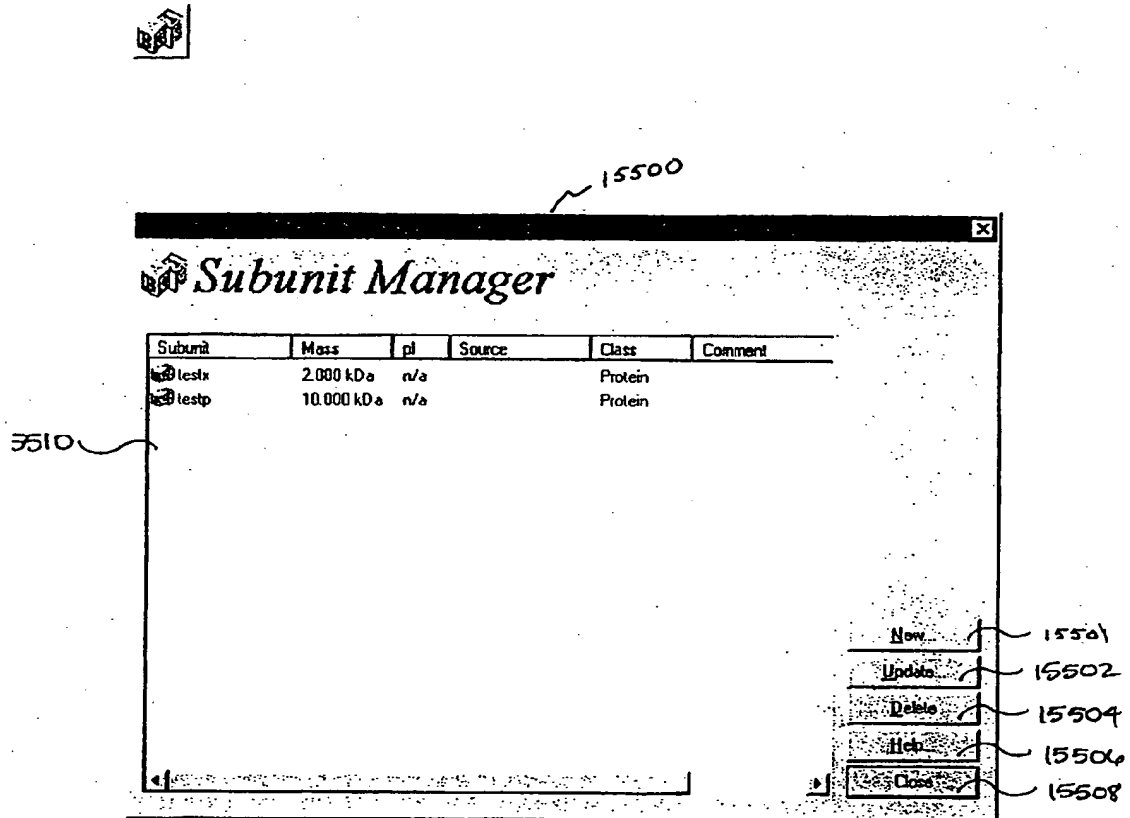 15500
Subunit Manager
Subunit Mass pI Source Class Comment
testx 2.000 kDa n/a Protein
testp 10.000 kDa n/a Protein
3510
New... 15501
Update... 15502
Delete 15504
Help... 15506
Close 15508